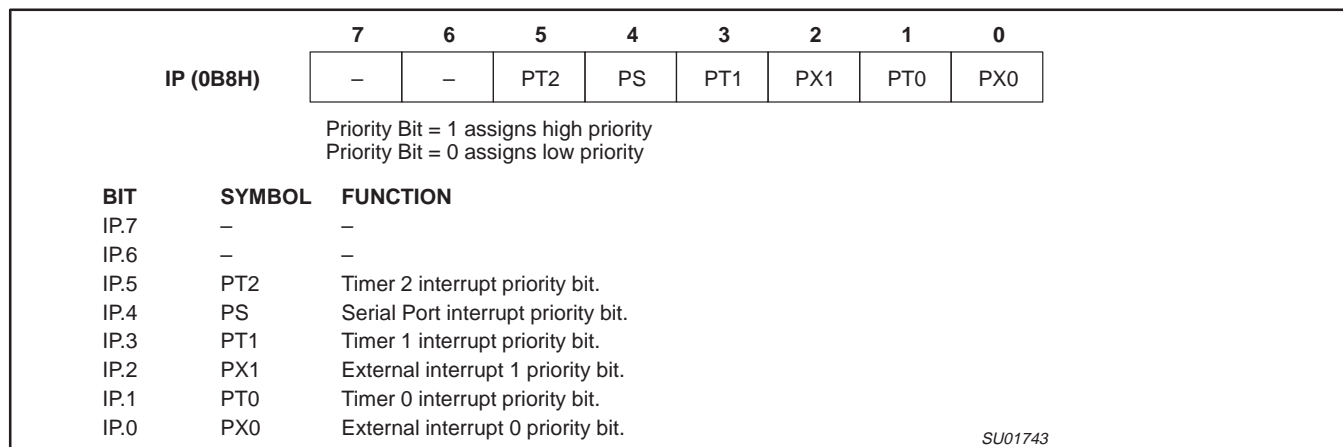 7 6 5 4 3 2 1 0
IP (0B8H) – – PT2 PS PT1 PX1 PT0 PX0
Priority Bit = 1 assigns high priority
Priority Bit = 0 assigns low priority
BIT SYMBOL FUNCTION
IP.7 – –
IP.6 – –
IP.5 PT2 Timer 2 interrupt priority bit.
IP.4 PS Serial Port interrupt priority bit.
IP.3 PT1 Timer 1 interrupt priority bit.
IP.2 PX1 External interrupt 1 priority bit.
IP.1 PT0 Timer 0 interrupt priority bit.
IP.0 PX0 External interrupt 0 priority bit.
SU01743